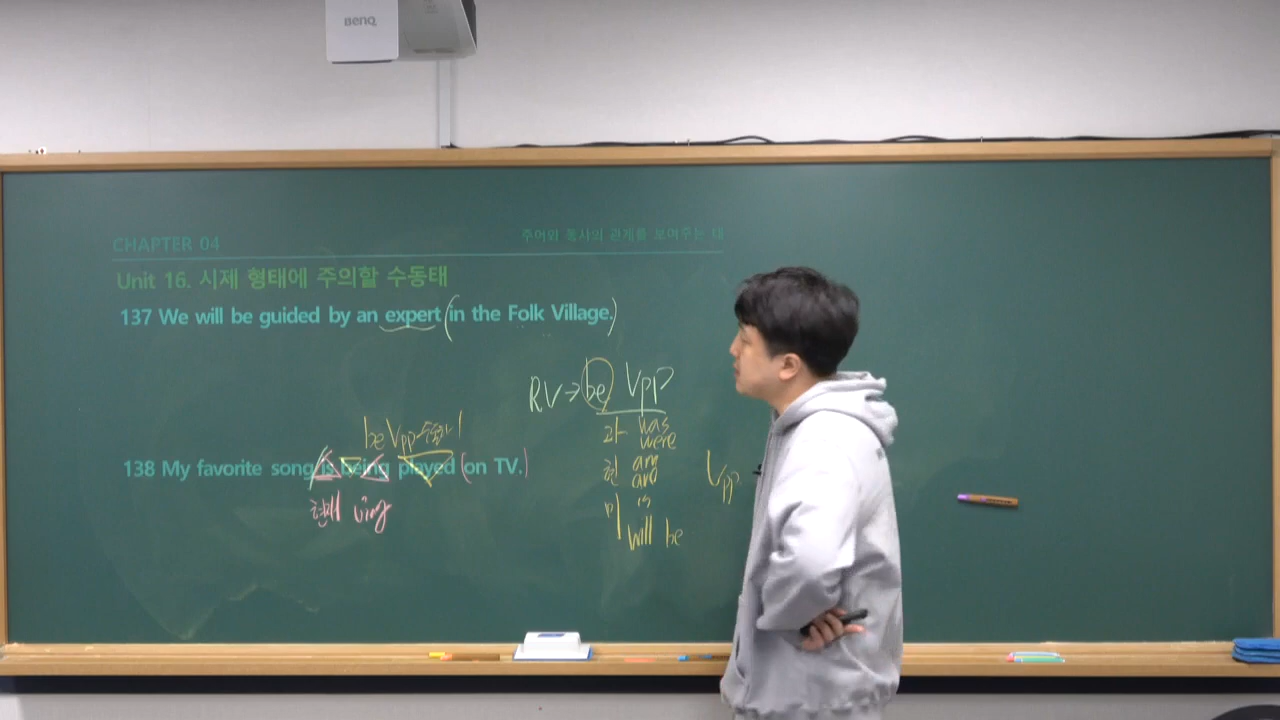 BenQ
CHAPTER 04
주어와 동사의 관계를 보여주는 태
Unit 16. 시제 형태에 주의할 수동태
137 We will be guided by an expert (in the Folk Village.)
RV → be Vpp
과 was
were
현 am
are
is
미 will be
Vpp
be Vpp
138 My favorite song is being played (on TV.)
현재 ving